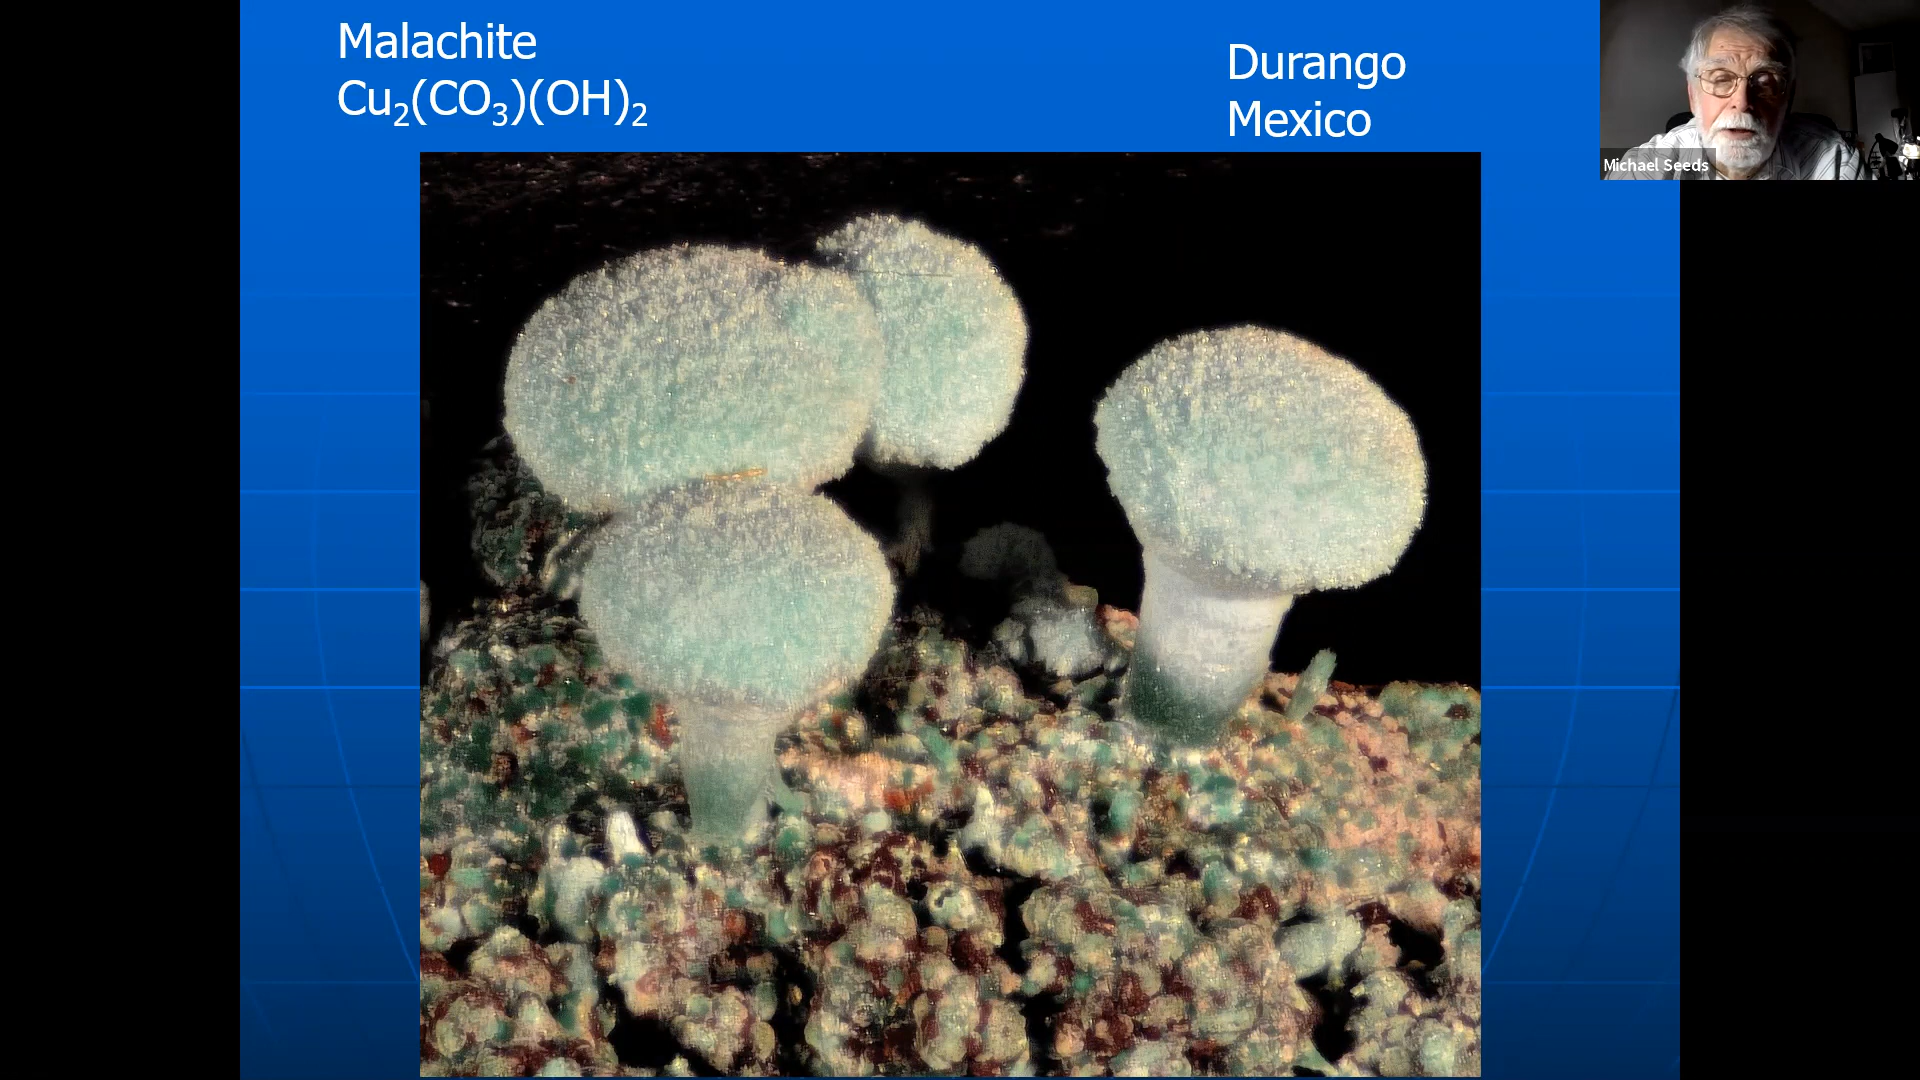 Malachite
Cu₂(CO₃)(OH)₂
Durango
Mexico
Michael Seeds